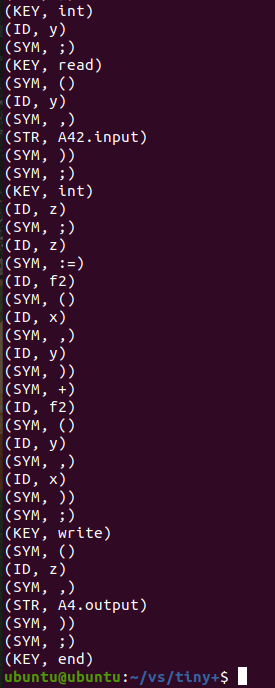 (KEY, int)
(ID, y)
(SYM, ;)
(KEY, read)
(SYM, ()
(ID, y)
(SYM, ,)
(STR, A42.input)
(SYM, ))
(SYM, ;)
(KEY, int)
(ID, z)
(SYM, ;)
(ID, z)
(SYM, :=)
(ID, f2)
(SYM, ()
(ID, x)
(SYM, ,)
(ID, y)
(SYM, ))
(SYM, +)
(ID, f2)
(SYM, ()
(ID, y)
(SYM, ,)
(ID, x)
(SYM, ))
(SYM, ;)
(KEY, write)
(SYM, ()
(ID, z)
(SYM, ,)
(STR, A4.output)
(SYM, ))
(SYM, ;)
(KEY, end)
ubuntu@ubuntu:~/vs/tiny+$